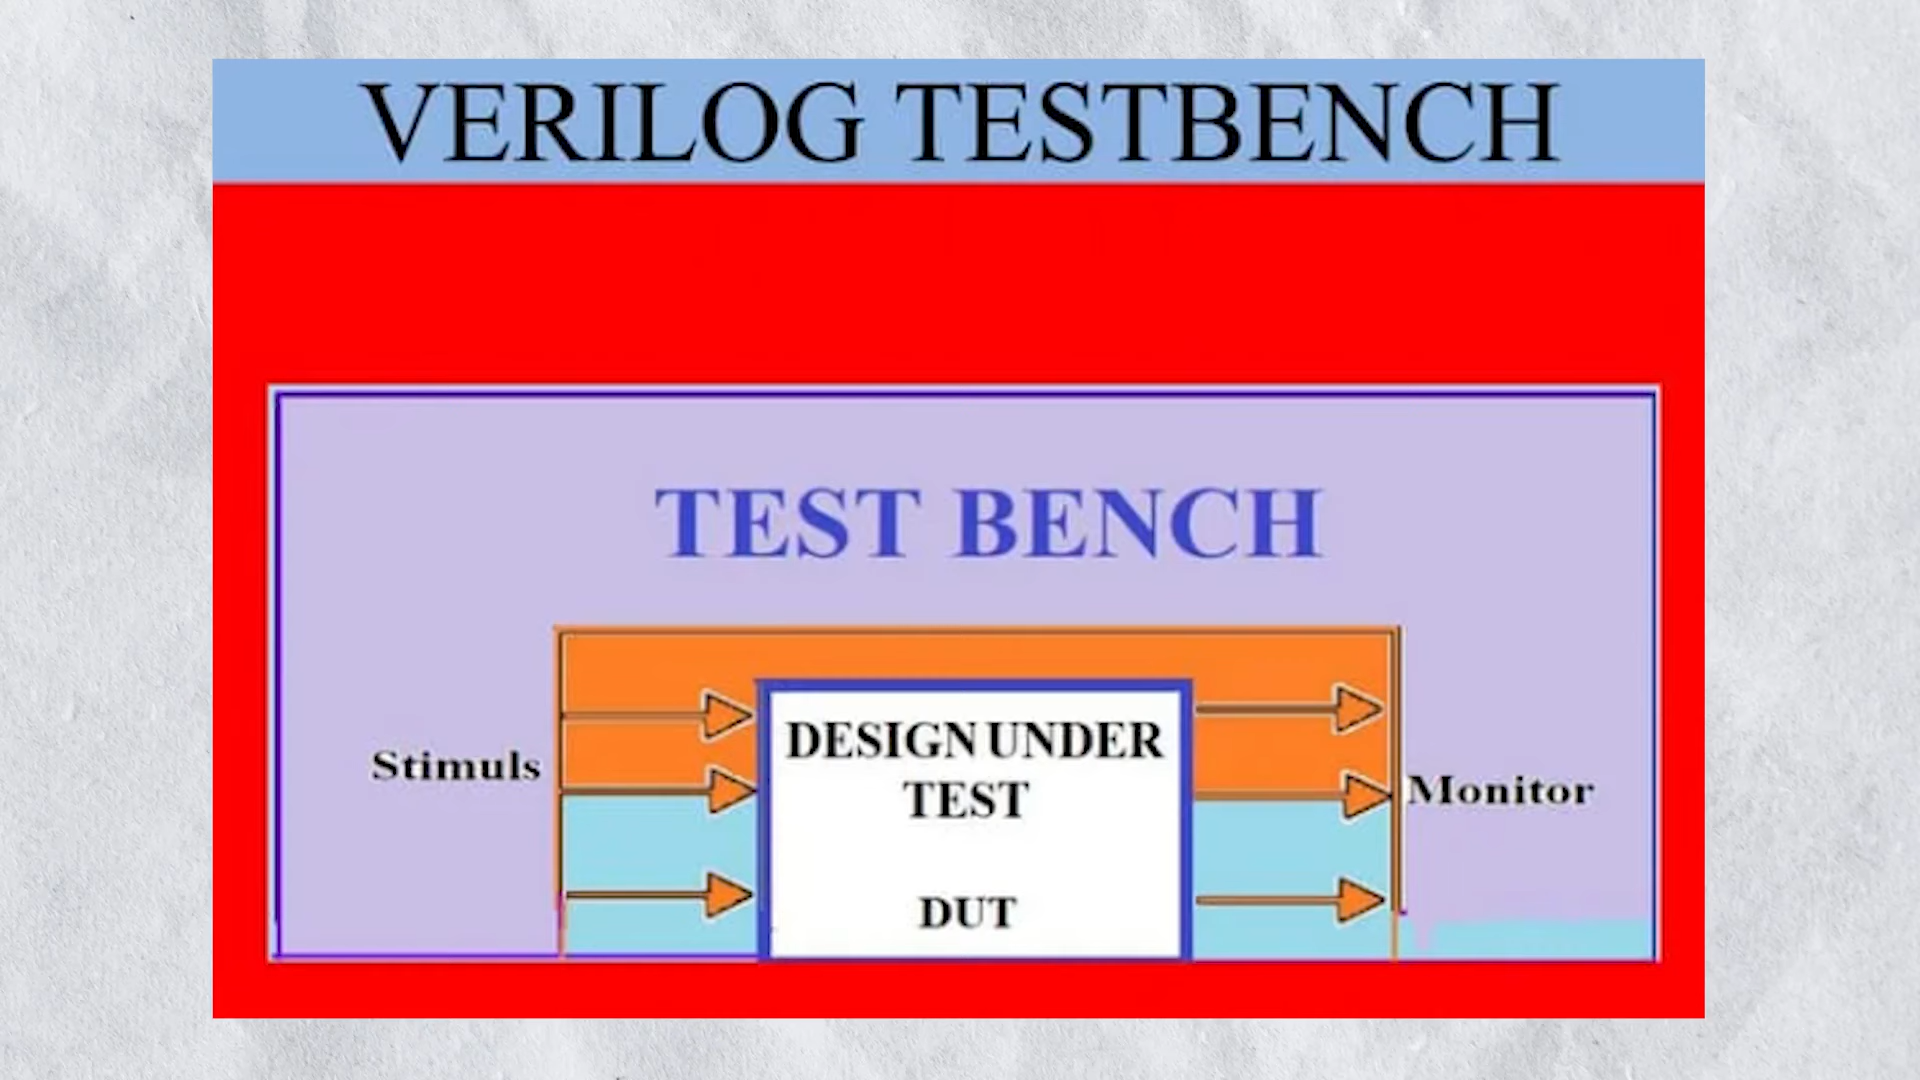 VERILOG TESTBENCH
TEST BENCH
DESIGN UNDER
TEST
Stimuls
Monitor
DUT